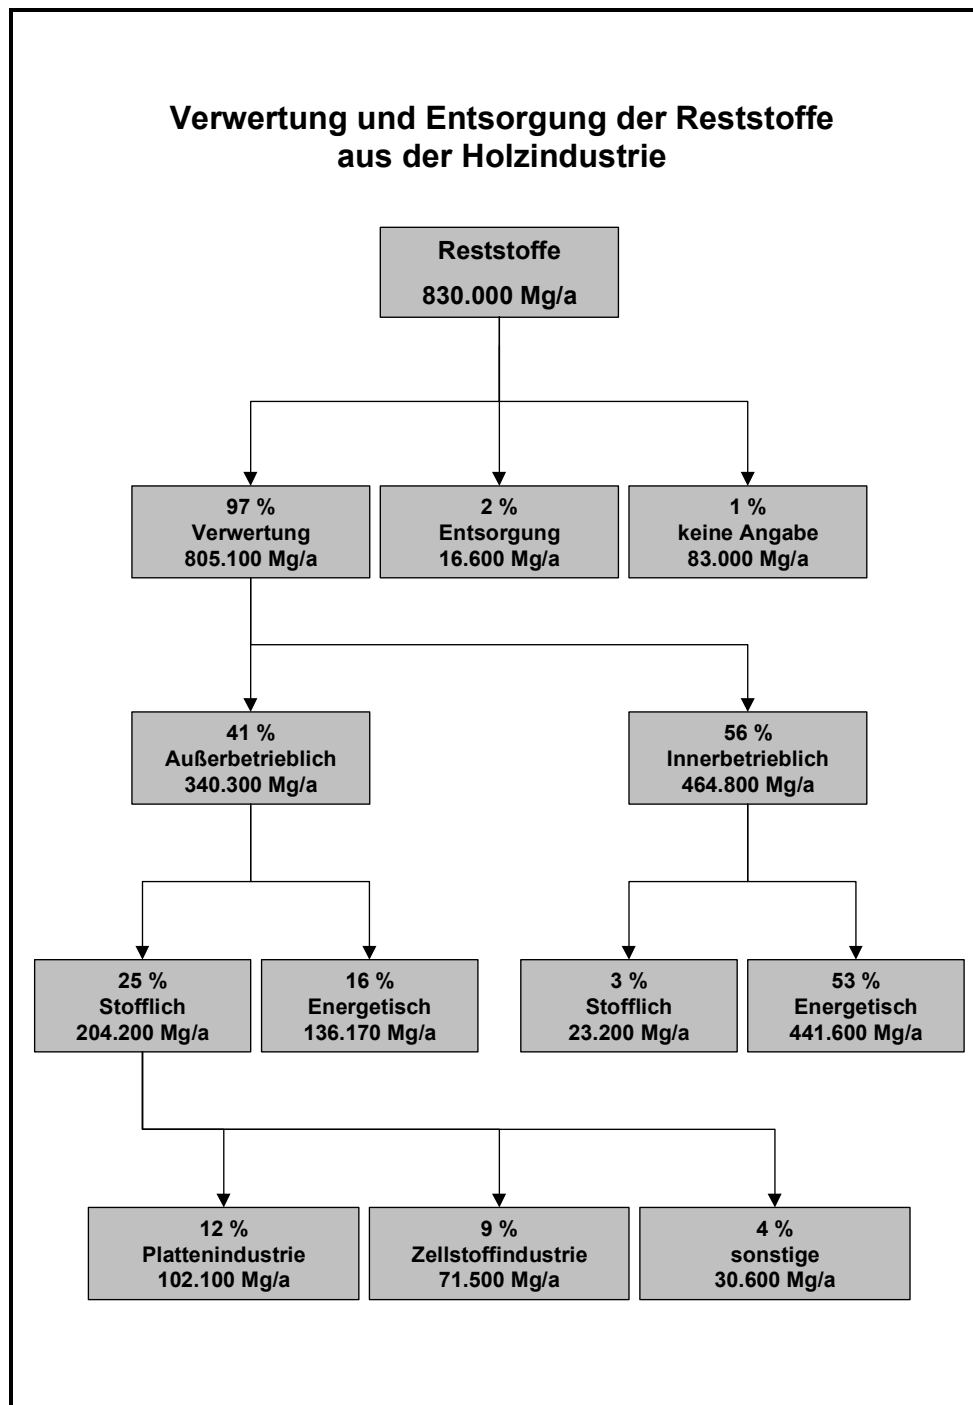 Verwertung und Entsorgung der Reststoffe
aus der Holzindustrie
Reststoffe
830.000 Mg/a
97 %
Verwertung
805.100 Mg/a
2 %
Entsorgung
16.600 Mg/a
1 %
keine Angabe
83.000 Mg/a
41 %
Außerbetrieblich
340.300 Mg/a
56 %
Innerbetrieblich
464.800 Mg/a
25 %
Stofflich
204.200 Mg/a
16 %
Energetisch
136.170 Mg/a
3 %
Stofflich
23.200 Mg/a
53 %
Energetisch
441.600 Mg/a
12 %
Plattenindustrie
102.100 Mg/a
9 %
Zellstoffindustrie
71.500 Mg/a
4 %
sonstige
30.600 Mg/a